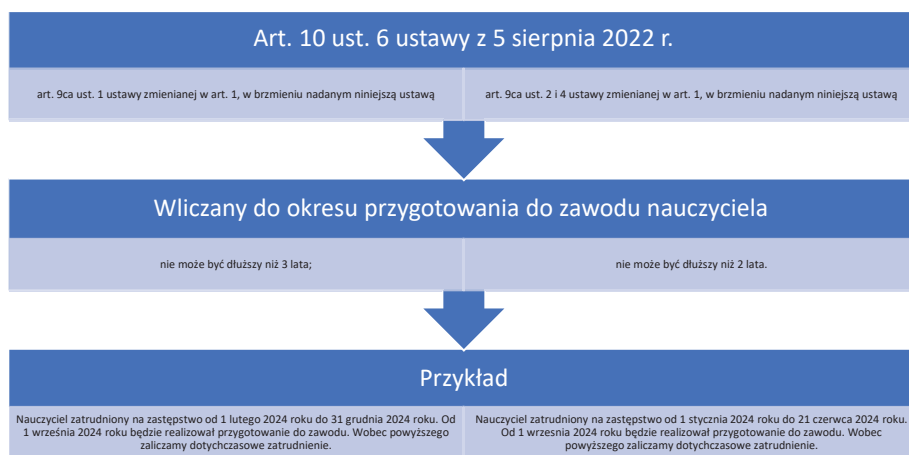 Art. 10 ust. 6 ustawy z 5 sierpnia 2022 r.
art. 9ca ust. 1 ustawy zmienianej w art. 1, w brzmieniu nadanym niniejszą ustawą
art. 9ca ust. 2 i 4 ustawy zmienianej w art. 1, w brzmieniu nadanym niniejszą ustawą
Wliczany do okresu przygotowania do zawodu nauczyciela
nie może być dłuższy niż 3 lata;
nie może być dłuższy niż 2 lata.
Przykład
Nauczyciel zatrudniony na zastępstwo od 1 lutego 2024 roku do 31 grudnia 2024 roku. Od
1 września 2024 roku będzie realizował przygotowanie do zawodu. Wobec powyższego
zaliczamy dotychczasowe zatrudnienie.
Nauczyciel zatrudniony na zastępstwo od 1 stycznia 2024 roku do 21 czerwca 2024 roku.
Od 1 wrzesnia 2024 roku będzie realizował przygotowanie do zawodu. Wobec
powyższego zaliczamy dotychczasowe zatrudnienie.